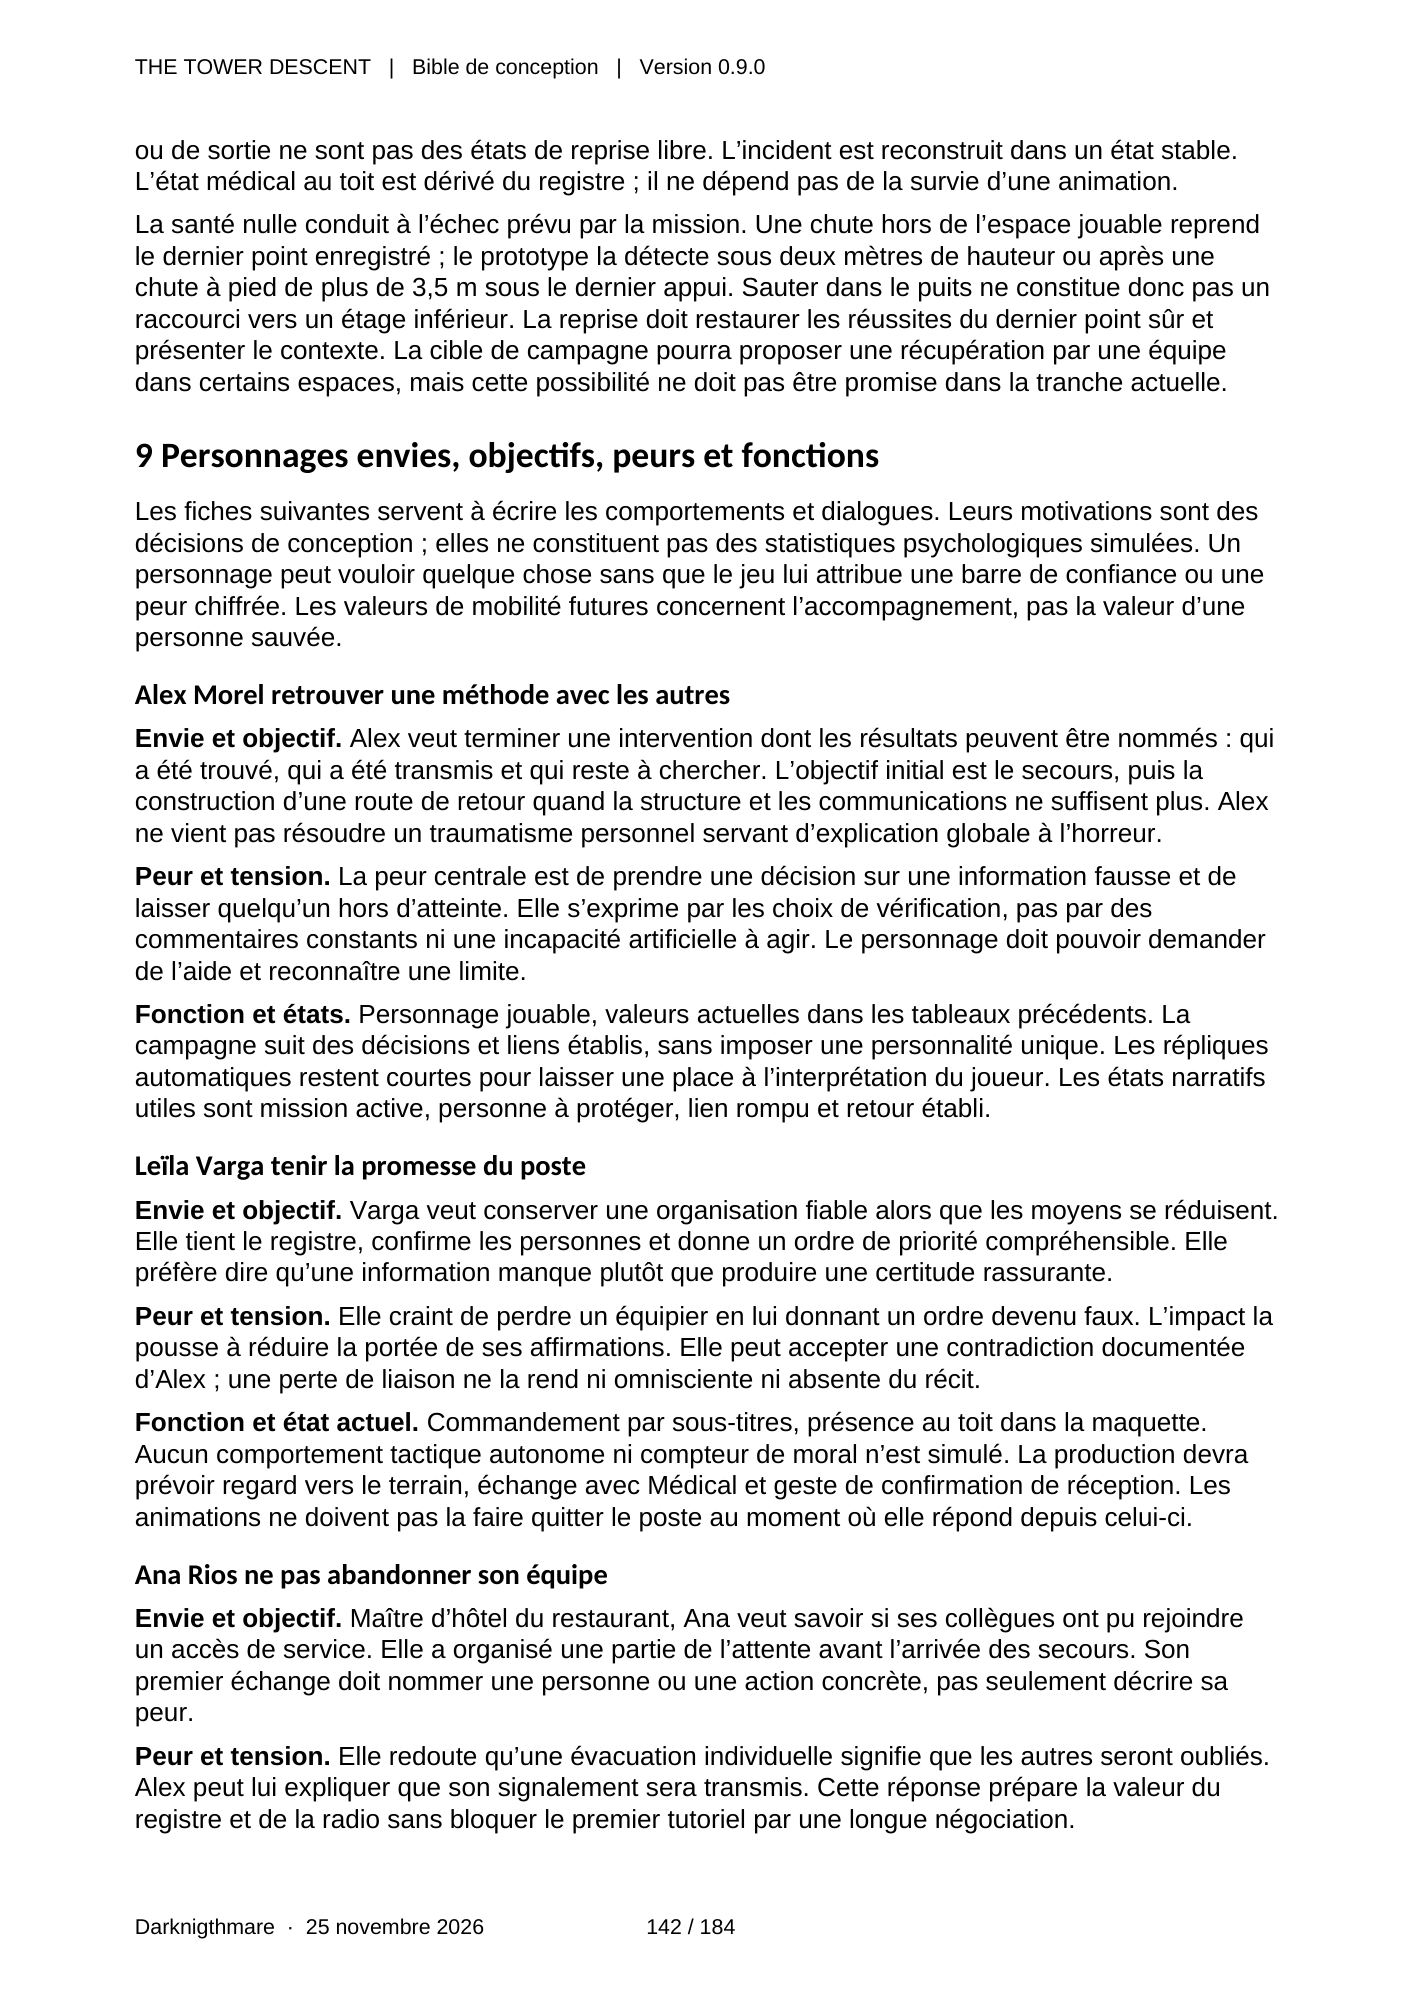 THE TOWER DESCENT | Bible de conception | Version 0.9.0
ou de sortie ne sont pas des états de reprise libre. L’incident est reconstruit dans un état stable.
L’état médical au toit est dérivé du registre ; il ne dépend pas de la survie d’une animation.
La santé nulle conduit à l’échec prévu par la mission. Une chute hors de l’espace jouable reprend
le dernier point enregistré ; le prototype la détecte sous deux mètres de hauteur ou après une
chute à pied de plus de 3,5 m sous le dernier appui. Sauter dans le puits ne constitue donc pas un
raccourci vers un étage inférieur. La reprise doit restaurer les réussites du dernier point sûr et
présenter le contexte. La cible de campagne pourra proposer une récupération par une équipe
dans certains espaces, mais cette possibilité ne doit pas être promise dans la tranche actuelle.
9 Personnages envies, objectifs, peurs et fonctions
Les fiches suivantes servent à écrire les comportements et dialogues. Leurs motivations sont des
décisions de conception ; elles ne constituent pas des statistiques psychologiques simulées. Un
personnage peut vouloir quelque chose sans que le jeu lui attribue une barre de confiance ou une
peur chiffrée. Les valeurs de mobilité futures concernent l’accompagnement, pas la valeur d’une
personne sauvée.
Alex Morel retrouver une méthode avec les autres
Envie et objectif. Alex veut terminer une intervention dont les résultats peuvent être nommés : qui
a été trouvé, qui a été transmis et qui reste à chercher. L’objectif initial est le secours, puis la
construction d’une route de retour quand la structure et les communications ne suffisent plus. Alex
ne vient pas résoudre un traumatisme personnel servant d’explication globale à l’horreur.
Peur et tension. La peur centrale est de prendre une décision sur une information fausse et de
laisser quelqu’un hors d’atteinte. Elle s’exprime par les choix de vérification, pas par des
commentaires constants ni une incapacité artificielle à agir. Le personnage doit pouvoir demander
de l’aide et reconnaître une limite.
Fonction et états. Personnage jouable, valeurs actuelles dans les tableaux précédents. La
campagne suit des décisions et liens établis, sans imposer une personnalité unique. Les répliques
automatiques restent courtes pour laisser une place à l’interprétation du joueur. Les états narratifs
utiles sont mission active, personne à protéger, lien rompu et retour établi.
Leïla Varga tenir la promesse du poste
Envie et objectif. Varga veut conserver une organisation fiable alors que les moyens se réduisent.
Elle tient le registre, confirme les personnes et donne un ordre de priorité compréhensible. Elle
préfère dire qu’une information manque plutôt que produire une certitude rassurante.
Peur et tension. Elle craint de perdre un équipier en lui donnant un ordre devenu faux. L’impact la
pousse à réduire la portée de ses affirmations. Elle peut accepter une contradiction documentée
d’Alex ; une perte de liaison ne la rend ni omnisciente ni absente du récit.
Fonction et état actuel. Commandement par sous-titres, présence au toit dans la maquette.
Aucun comportement tactique autonome ni compteur de moral n’est simulé. La production devra
prévoir regard vers le terrain, échange avec Médical et geste de confirmation de réception. Les
animations ne doivent pas la faire quitter le poste au moment où elle répond depuis celui-ci.
Ana Rios ne pas abandonner son équipe
Envie et objectif. Maître d’hôtel du restaurant, Ana veut savoir si ses collègues ont pu rejoindre
un accès de service. Elle a organisé une partie de l’attente avant l’arrivée des secours. Son
premier échange doit nommer une personne ou une action concrète, pas seulement décrire sa
peur.
Peur et tension. Elle redoute qu’une évacuation individuelle signifie que les autres seront oubliés.
Alex peut lui expliquer que son signalement sera transmis. Cette réponse prépare la valeur du
registre et de la radio sans bloquer le premier tutoriel par une longue négociation.
Darknigthmare · 25 novembre 2026 142 / 184